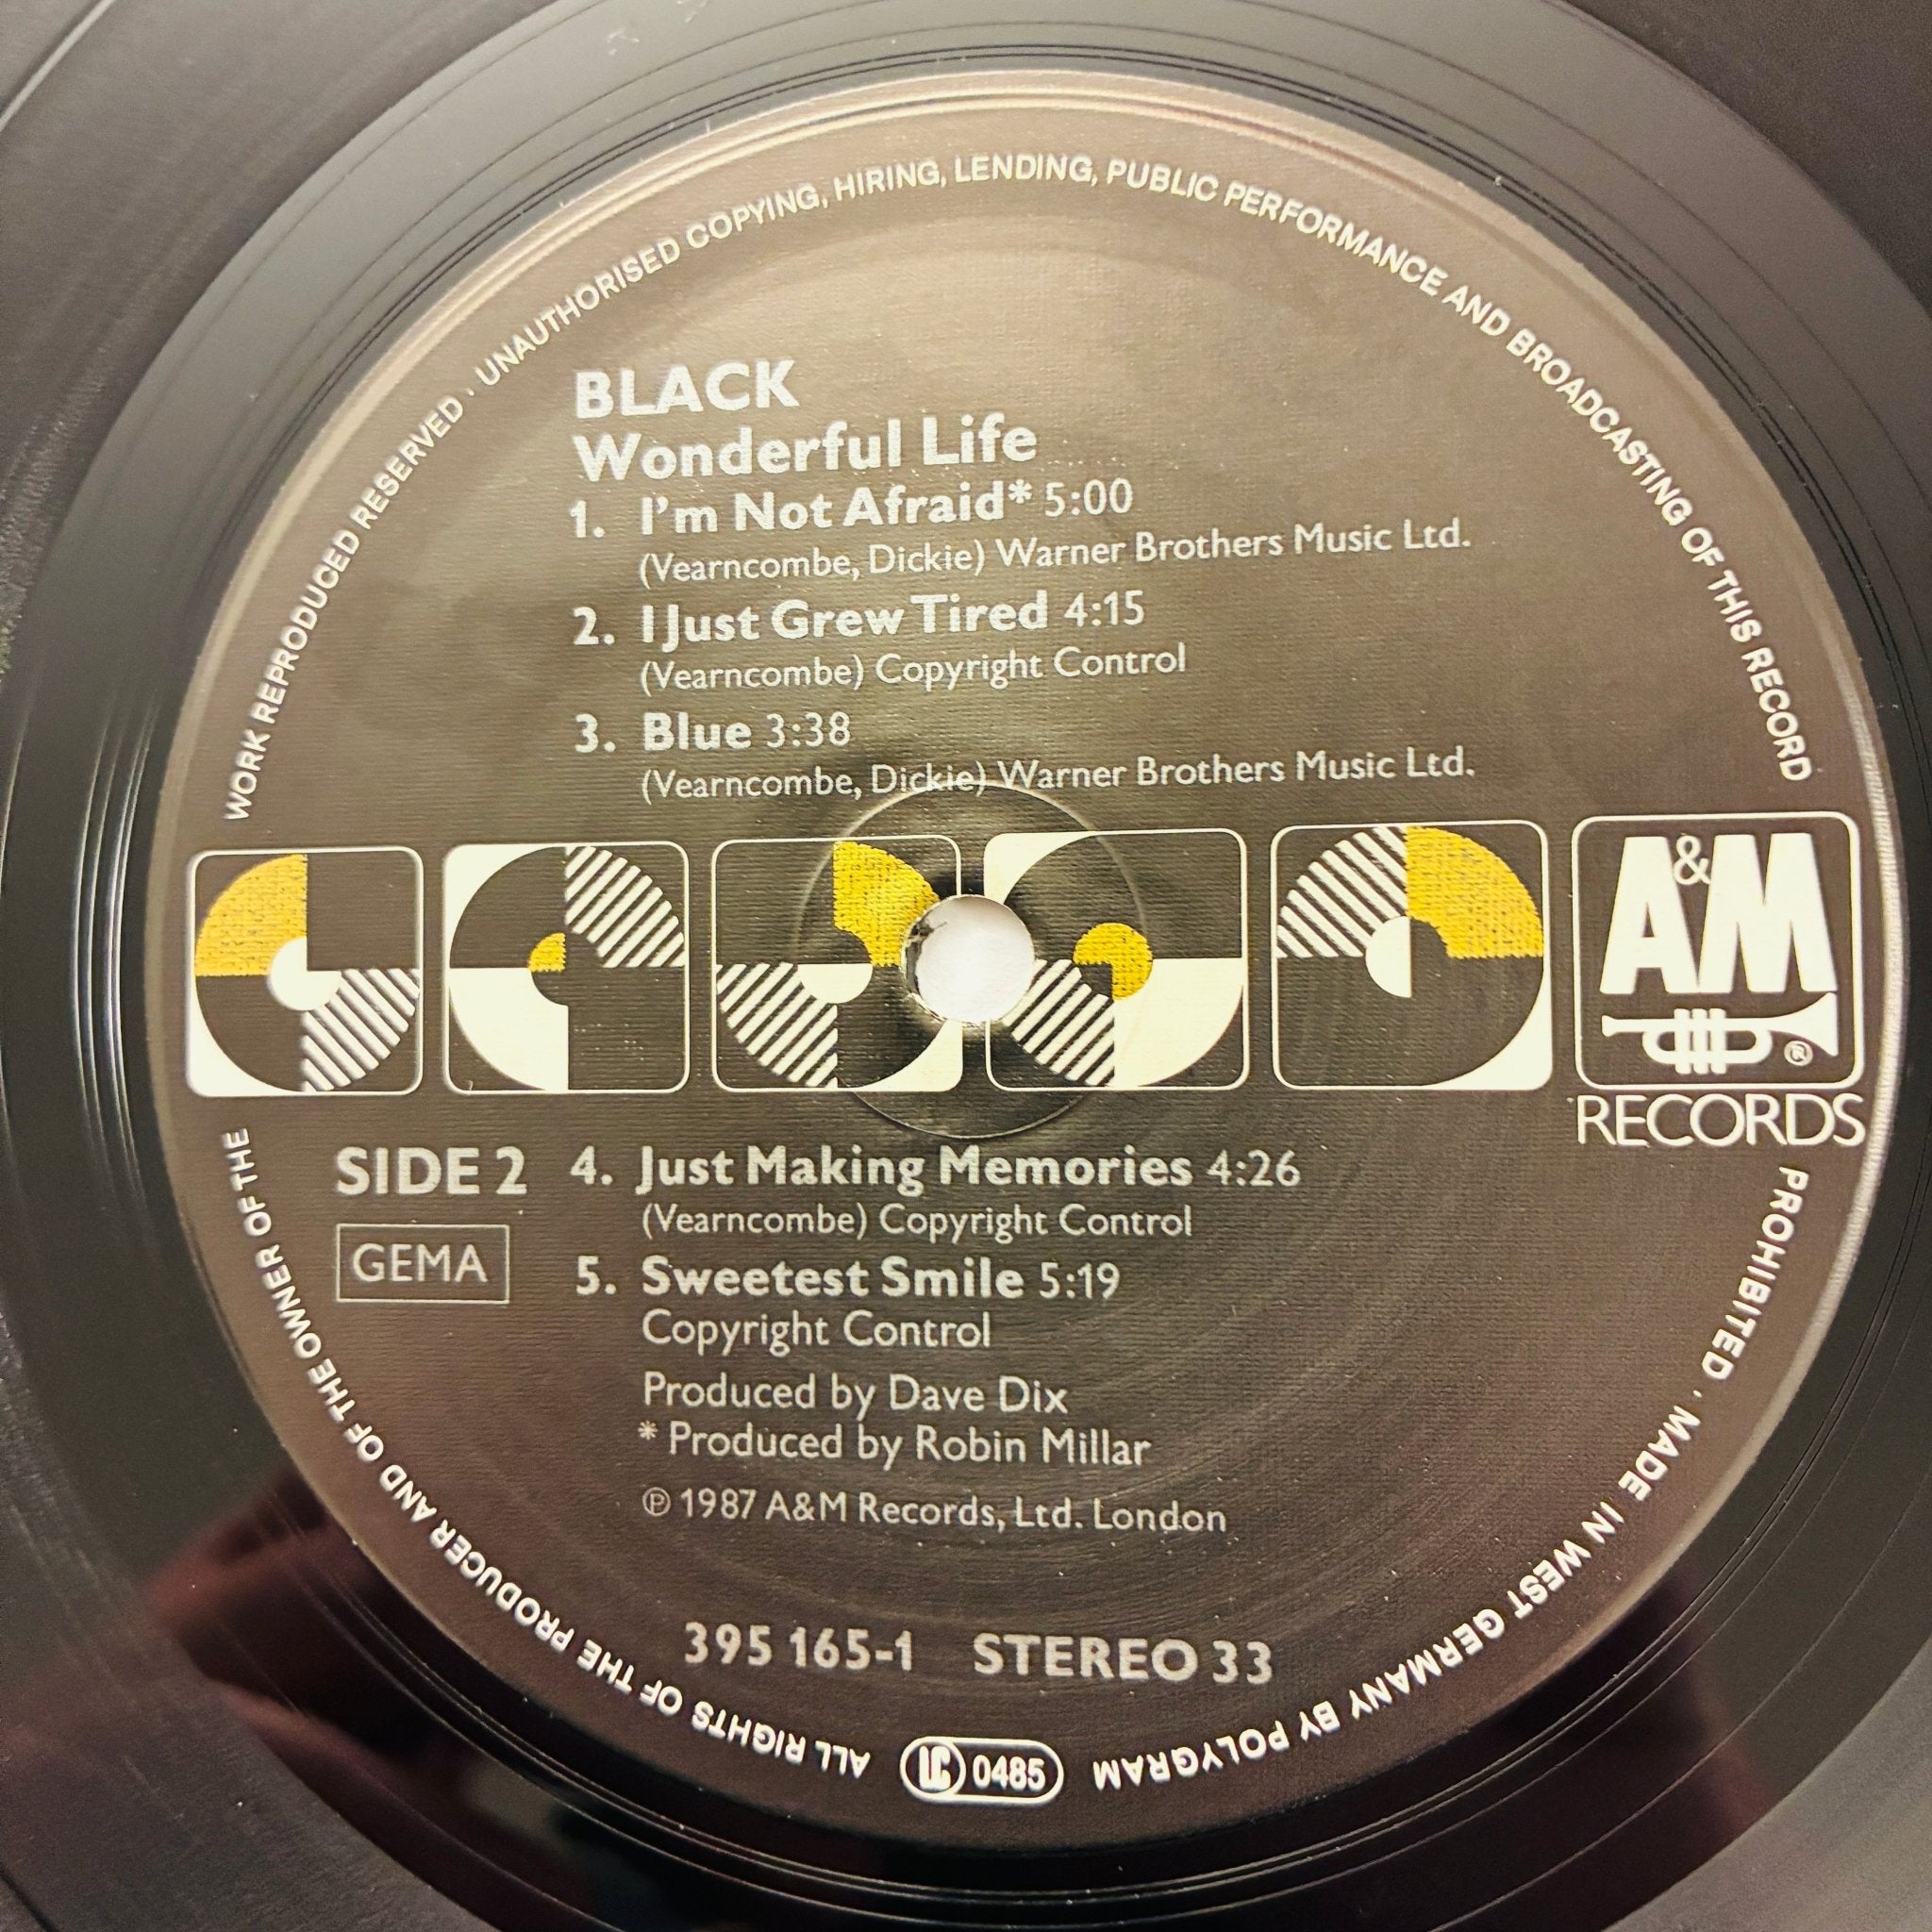 BLACK
Wonderful Life
1. I'm Not Afraid* 5:00
(Vearncombe, Dickie) Warner Brothers Music Ltd.
2. I Just Grew Tired 4:15
(Vearncombe) Copyright Control
3. Blue 3:38
(Vearncombe, Dickie) Warner Brothers Music Ltd.
A&M
®
RECORDS
SIDE 2
GEMA
4. Just Making Memories 4:26
(Vearncombe) Copyright Control
5. Sweetest Smile 5:19
Copyright Control
Produced by Dave Dix
* Produced by Robin Millar
℗ 1987 A&M Records, Ltd. London
395 165-1 STEREO 33
LC 0485
ALL RIGHTS OF THE PRODUCER AND OF THE OWNER OF THE WORK REPRODUCED RESERVED · UNAUTHORISED COPYING, HIRING, LENDING, PUBLIC PERFORMANCE AND BROADCASTING OF THIS RECORD PROHIBITED . MADE IN WEST GERMANY BY POLYGRAM